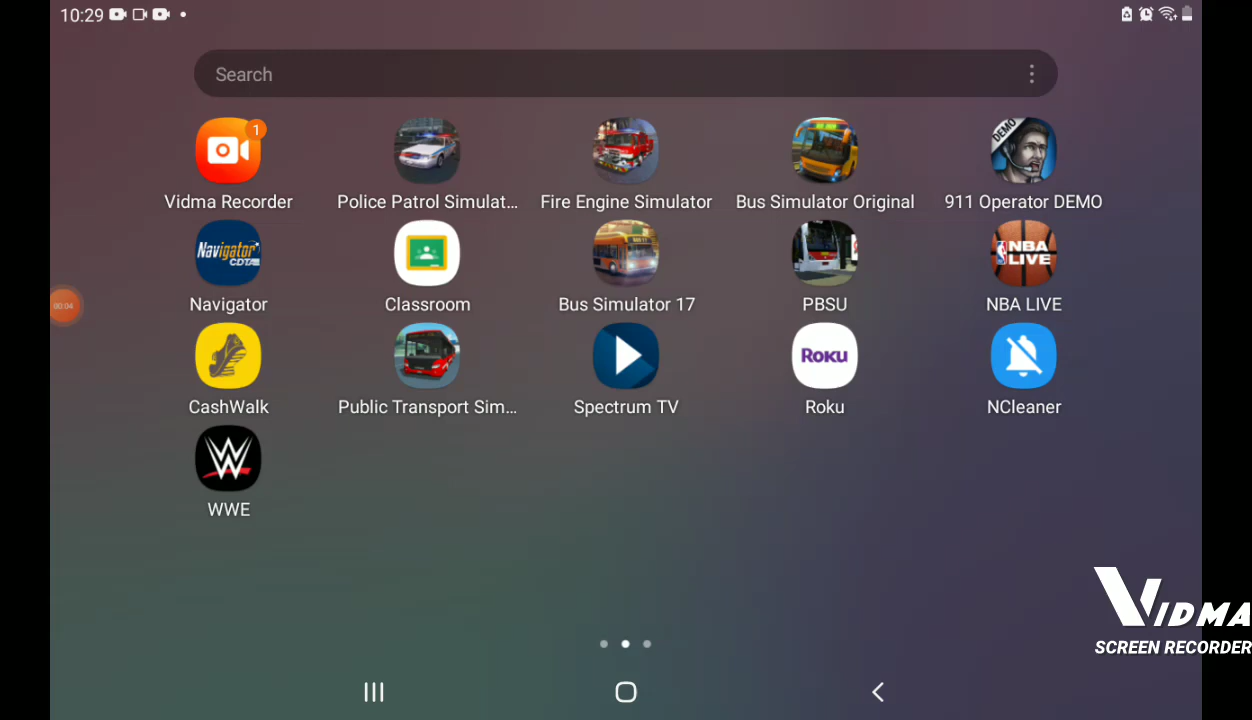 10:29
Search
1
Vidma Recorder
Police Patrol Simulat...
Fire Engine Simulator
Bus Simulator Original
DEMO
911 Operator DEMO
Navigator
CDTA
NBA
LIVE
Navigator
Classroom
Bus Simulator 17
PBSU
NBA LIVE
00:04
ROKU
CashWalk
Public Transport Sim...
Spectrum TV
Roku
NCleaner
W
WWE
VIDMA
SCREEN RECORDER